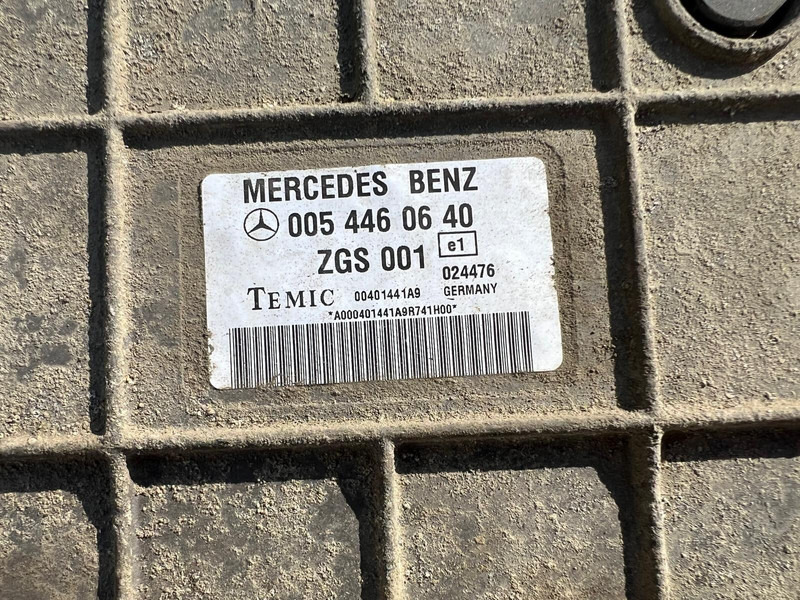 MERCEDES BENZ
005 446 06 40
ZGS 001 e1
024476
TEMIC 00401441A9 GERMANY
*A000401441A9R741H00*